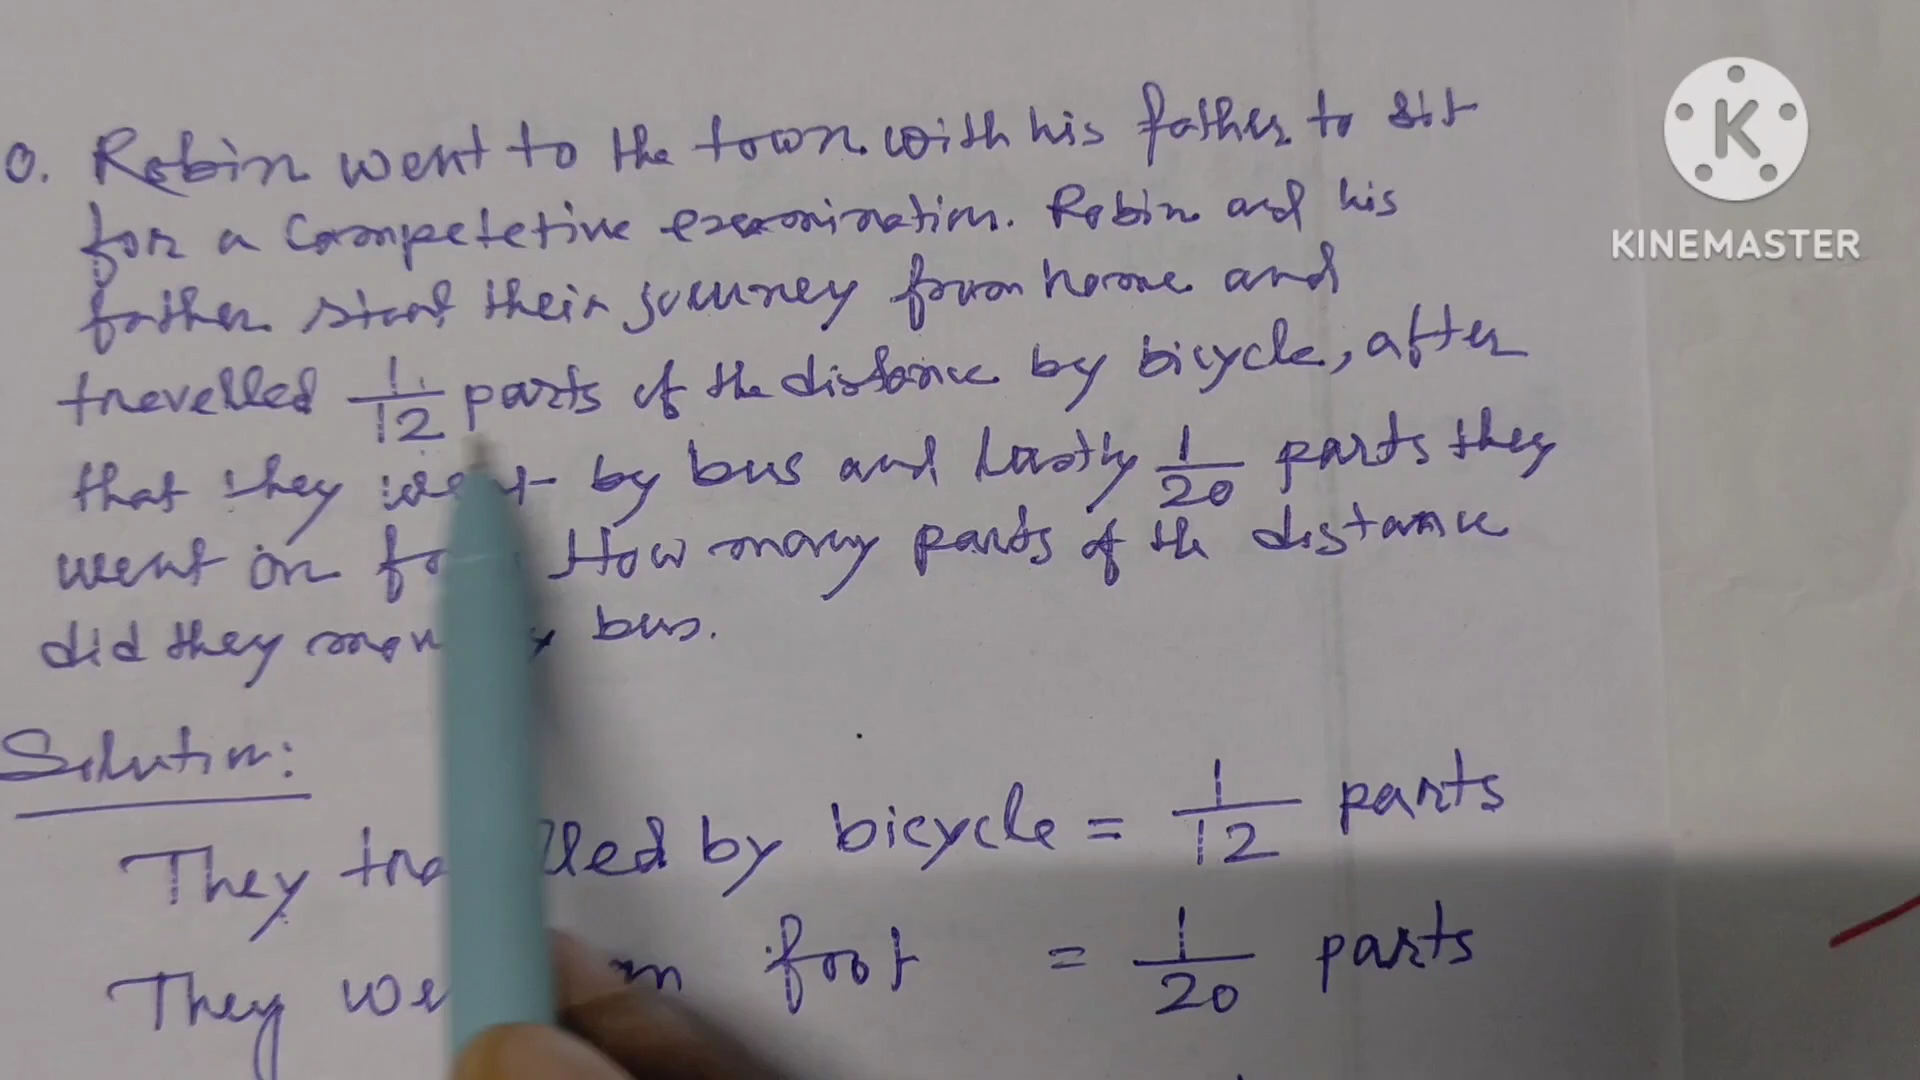 0. Robin went to the town with his father to sit
for a Competetive examination. Robin and his
father start their journey from home and
travelled 1/12 parts of the distance by bicycle, after
that they went by bus and lastly 1/20 parts they
went on How many parts of the distance
did they bus.
Solution:
They by bicycle = 1/12 parts
They foot = 1/20 parts
K
KINEMASTER